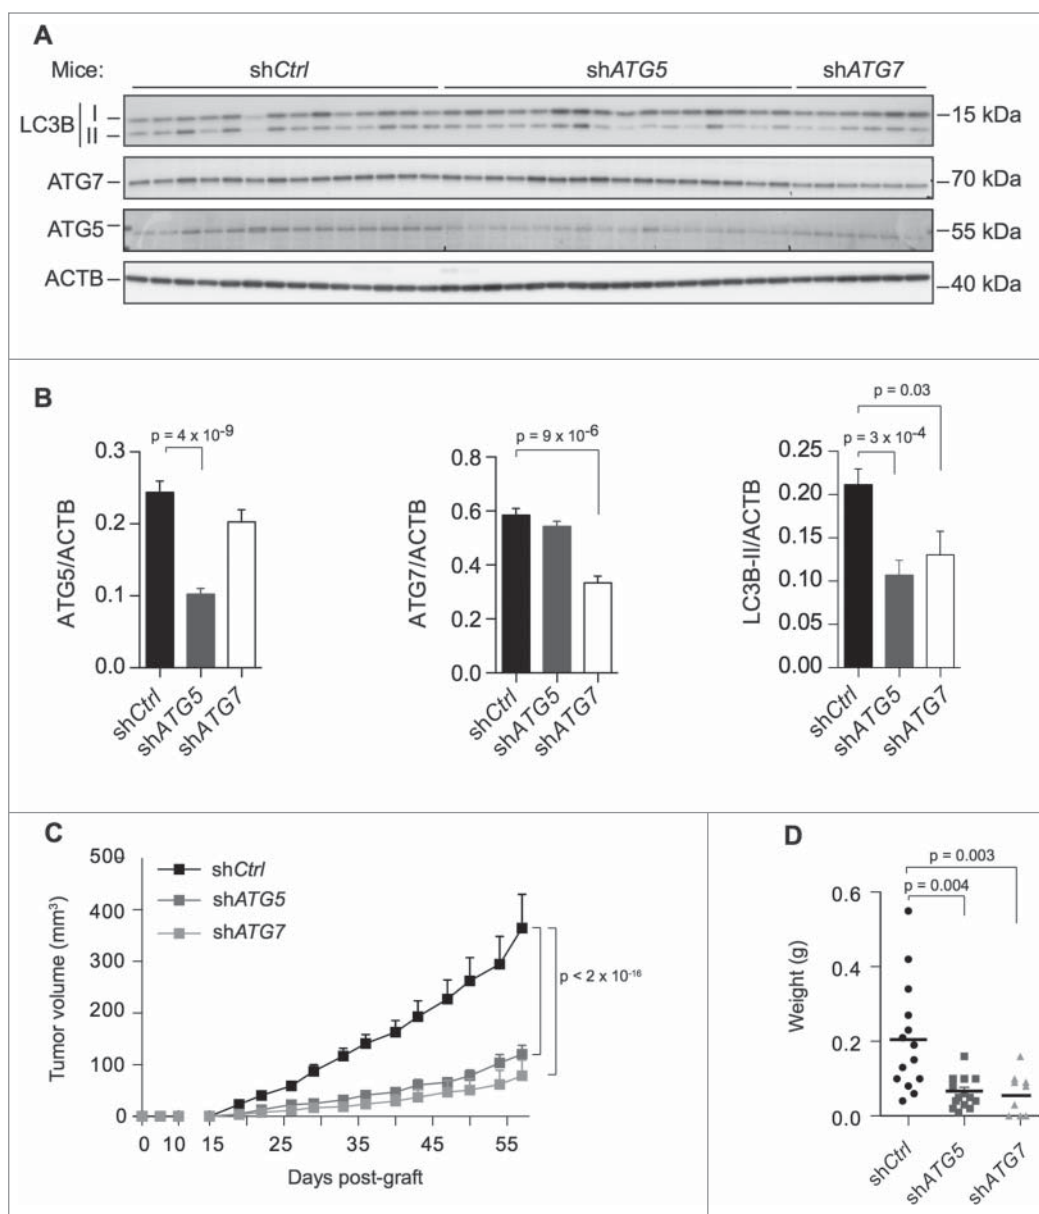 A
Mice: shCtrl shATG5 shATG7
LC3B I II 15 kDa
ATG7 70 kDa
ATG5 55 kDa
ACTB 40 kDa
B
p = 4 x 10-9
0.3
0.2
0.1
0.0
ATG5/ACTB
shCtrl
shATG5
shATG7
p = 9 x 10-6
0.8
0.6
0.4
0.2
0.0
ATG7/ACTB
shCtrl
shATG5
shATG7
p = 0.03
p = 3 x 10-4
0.25
0.20
0.15
0.10
0.05
0.00
LC3B-II/ACTB
shCtrl
shATG5
shATG7
C
500
400
300
200
100
0
Tumor volume (mm3)
shCtrl
shATG5
shATG7
p < 2 x 10-16
0 10 15 25 35 45 55
Days post-graft
D
p = 0.003
p = 0.004
0.6
0.4
0.2
0.0
Weight (g)
shCtrl
shATG5
shATG7